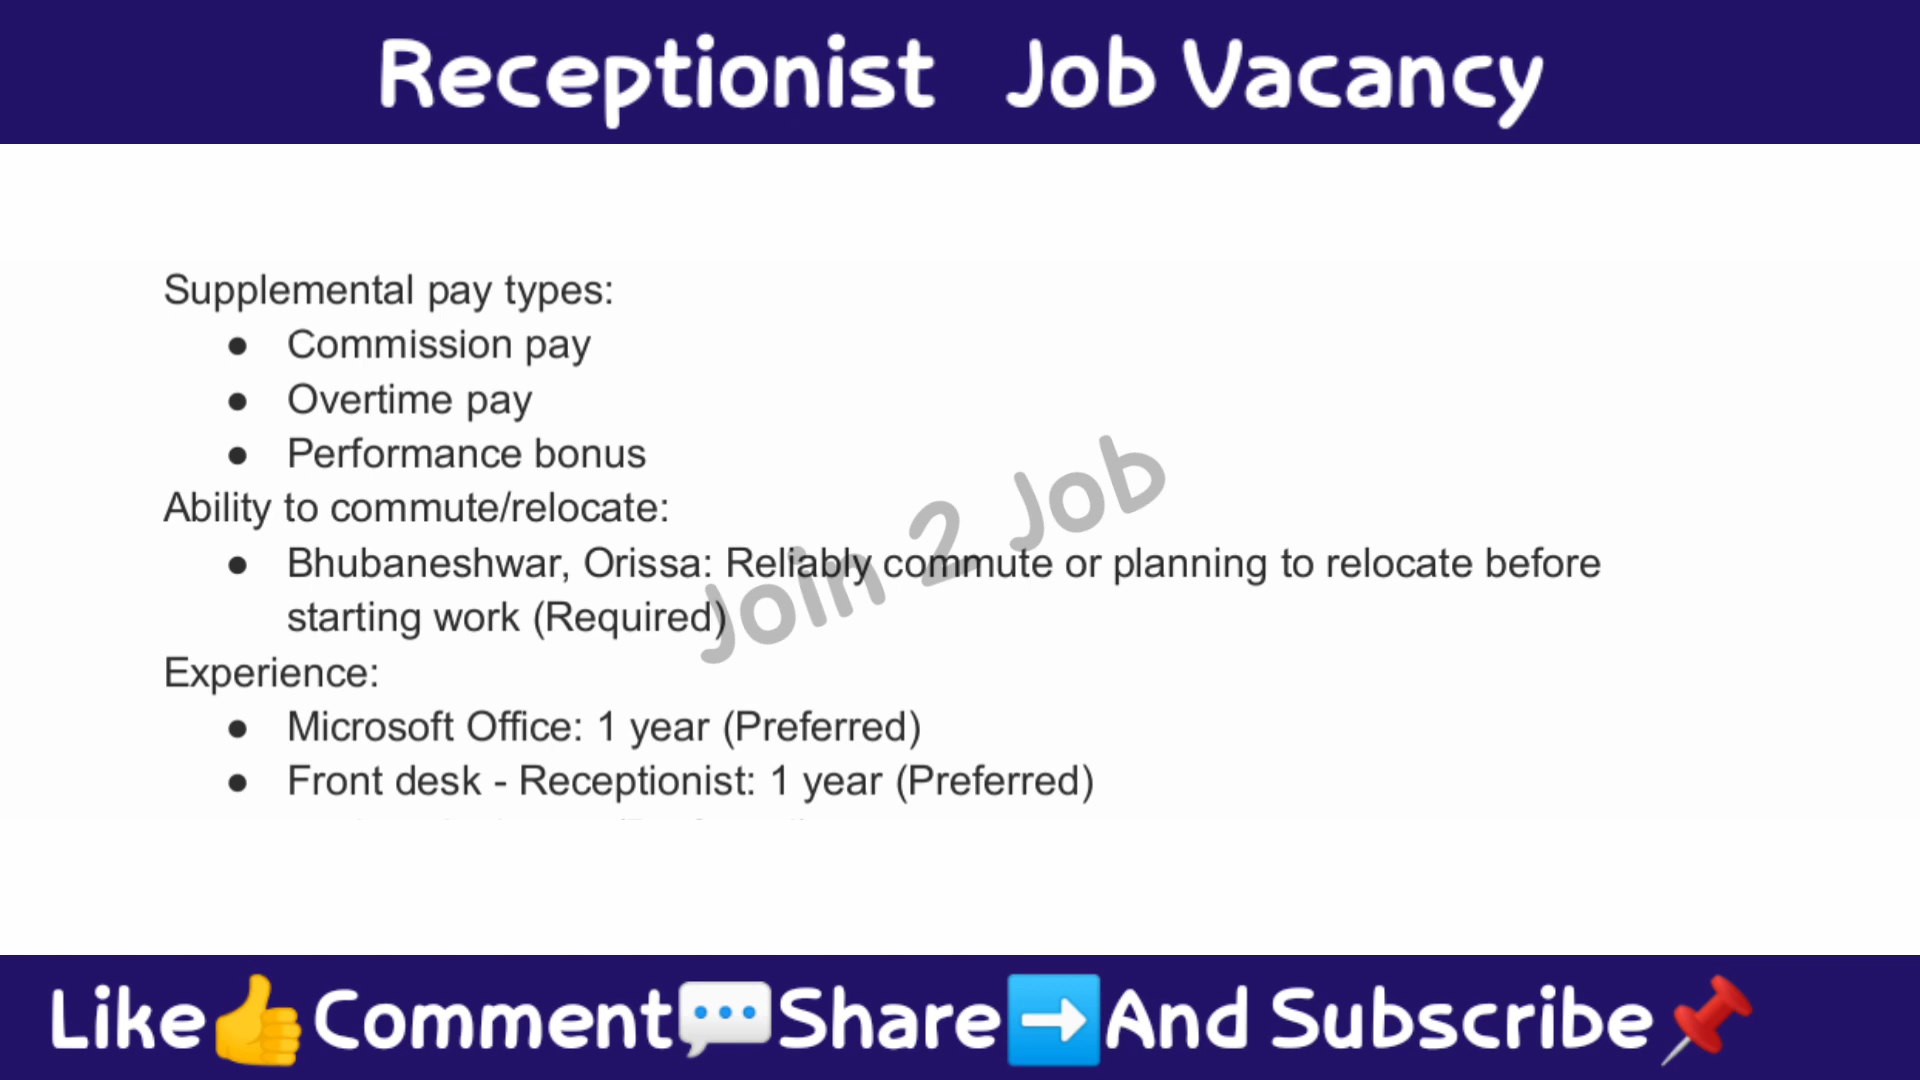 Receptionist Job Vacancy
Supplemental pay types:
● Commission pay
● Overtime pay
● Performance bonus
Ability to commute/relocate:
● Bhubaneshwar, Orissa: Reliably commute or planning to relocate before
starting work (Required)
Experience:
● Microsoft Office: 1 year (Preferred)
● Front desk - Receptionist: 1 year (Preferred)
Join 2 Job
Like👍Comment💬Share➡️And Subscribe📌